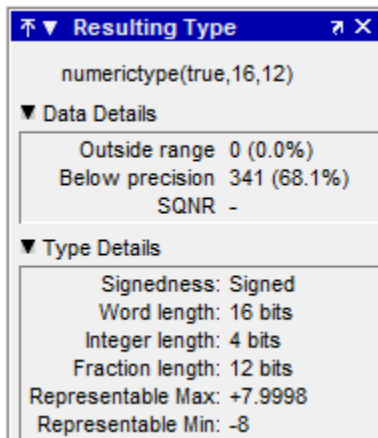 Resulting Type
numerictype(true,16,12)
Data Details
Outside range 0 (0.0%)
Below precision 341 (68.1%)
SQNR -
Type Details
Signedness: Signed
Word length: 16 bits
Integer length: 4 bits
Fraction length: 12 bits
Representable Max: +7.9998
Representable Min: -8